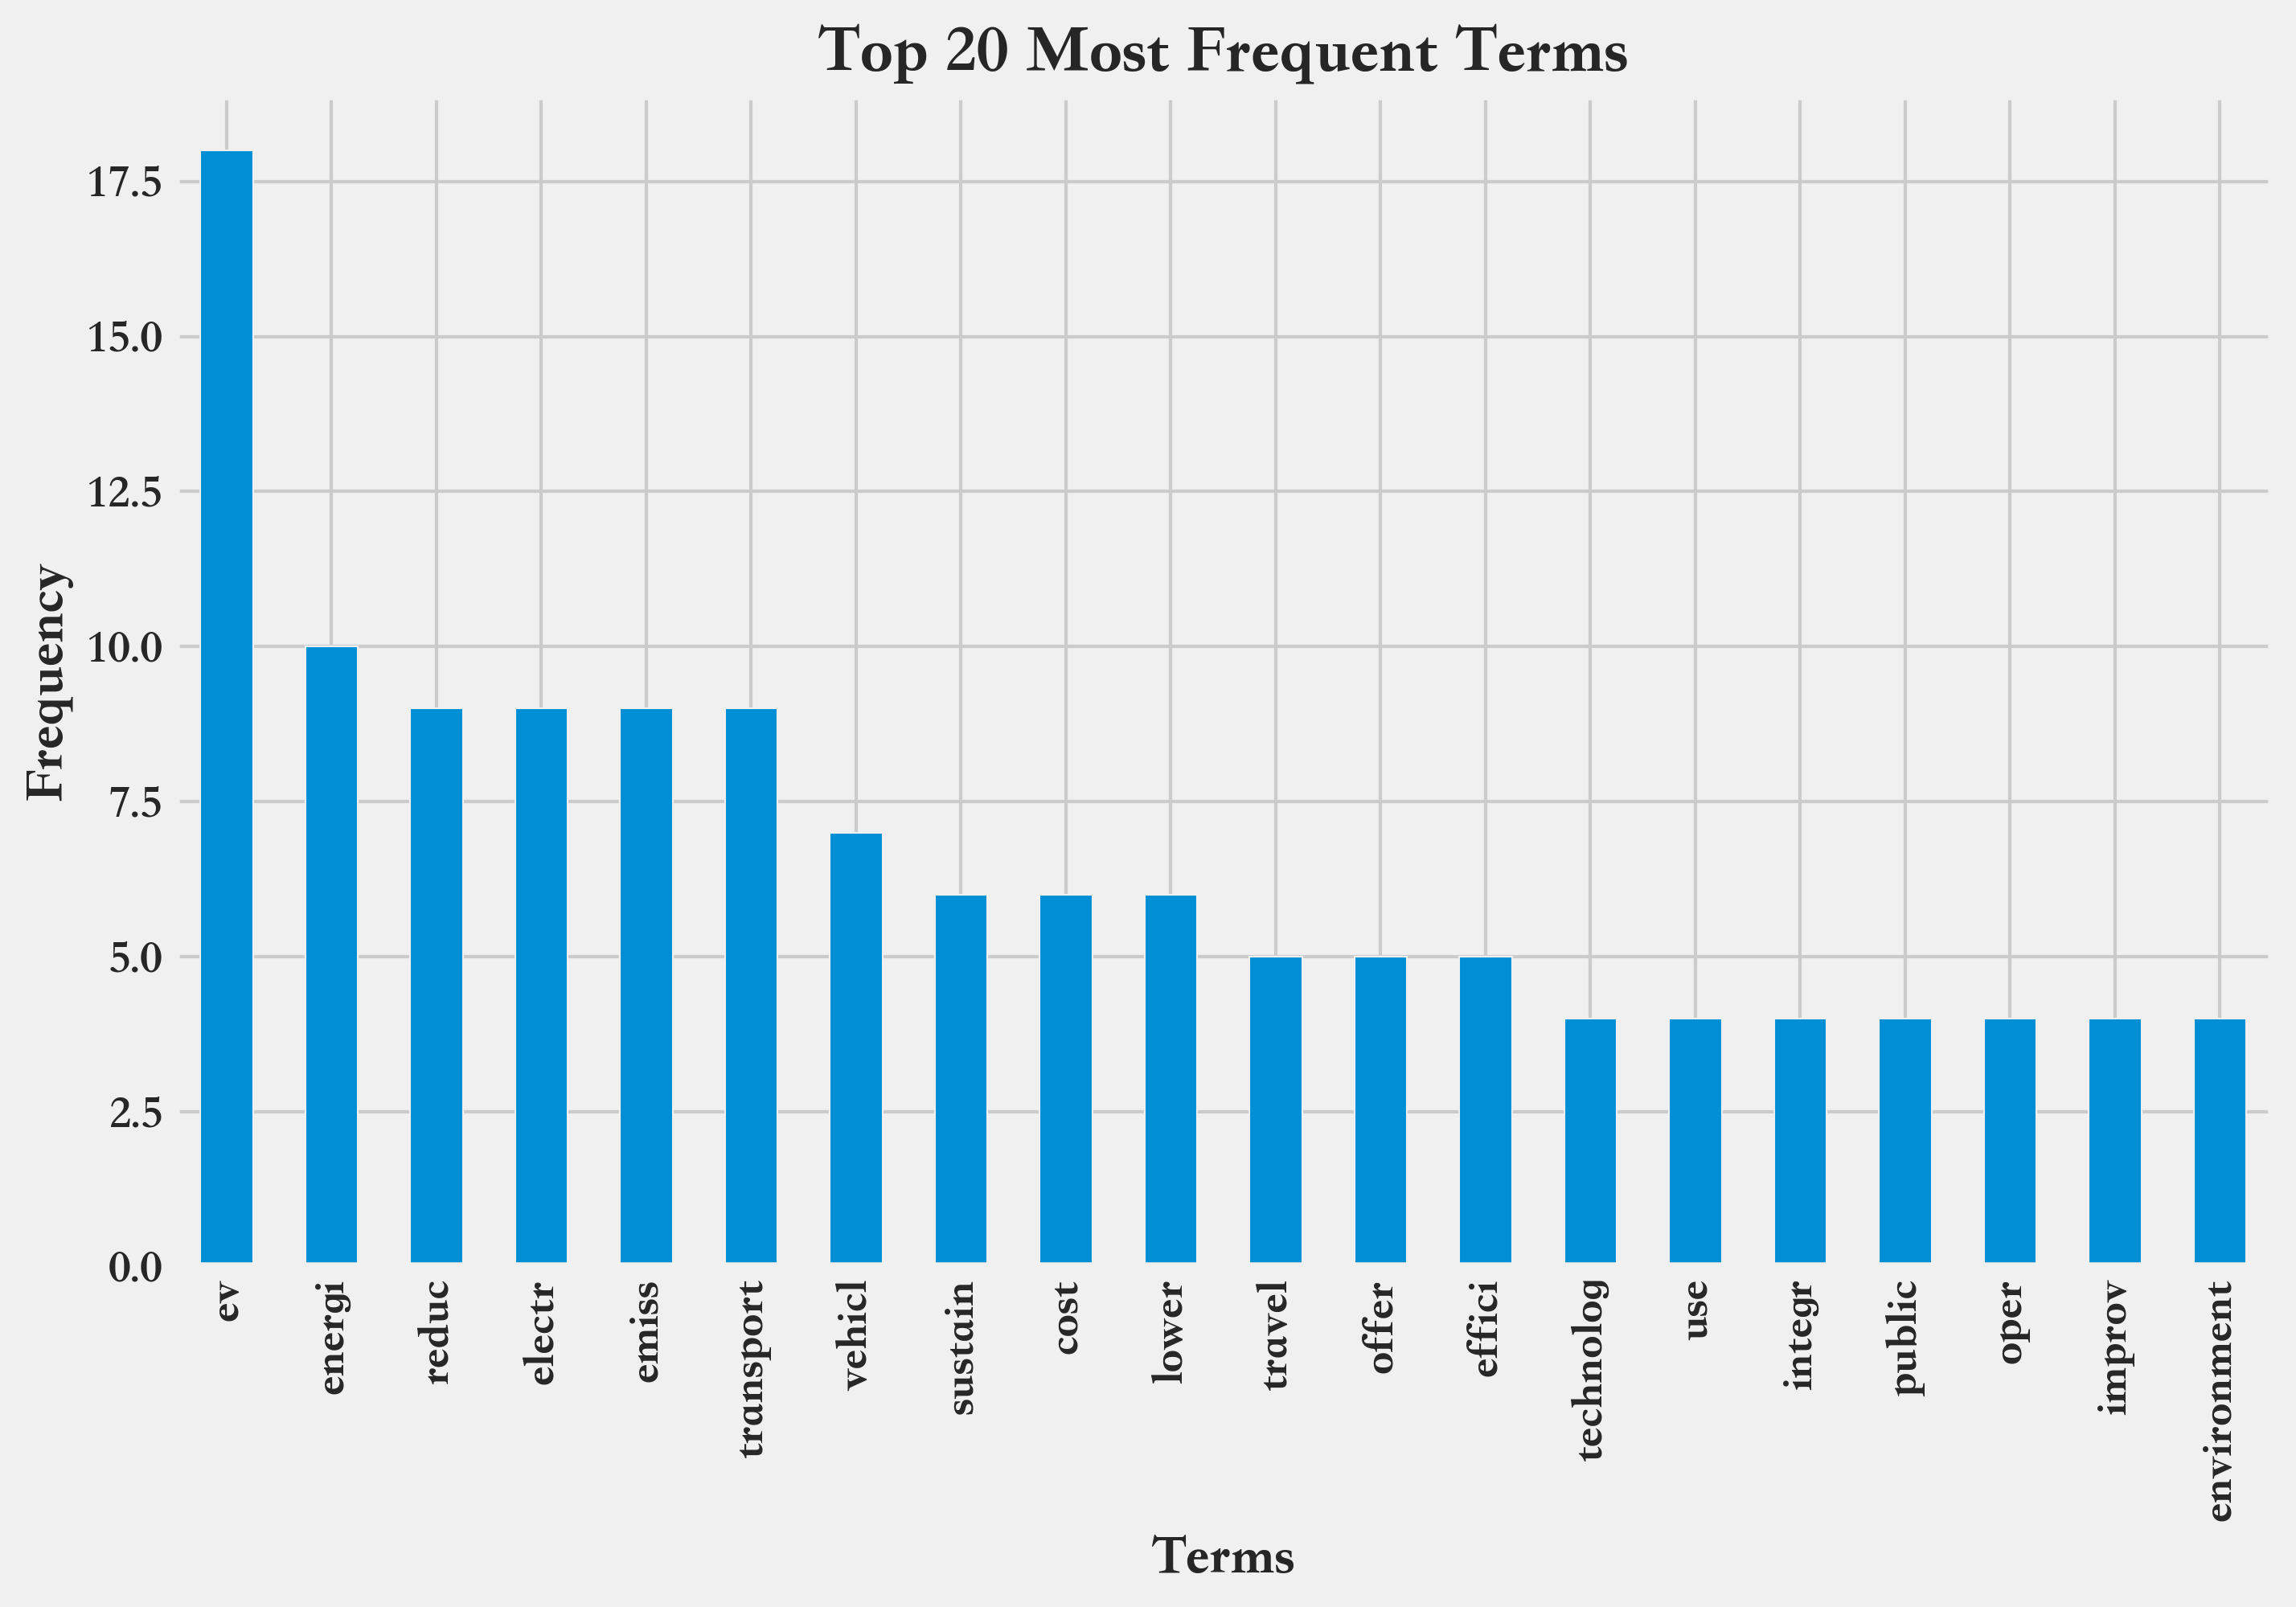 Top 20 Most Frequent Terms
Frequency
17.5
15.0
12.5
10.0
7.5
5.0
2.5
0.0
ev
energi
reduc
electr
emiss
transport
vehicl
sustain
cost
lower
travel
offer
effici
technolog
use
integr
public
oper
improv
environment
Terms